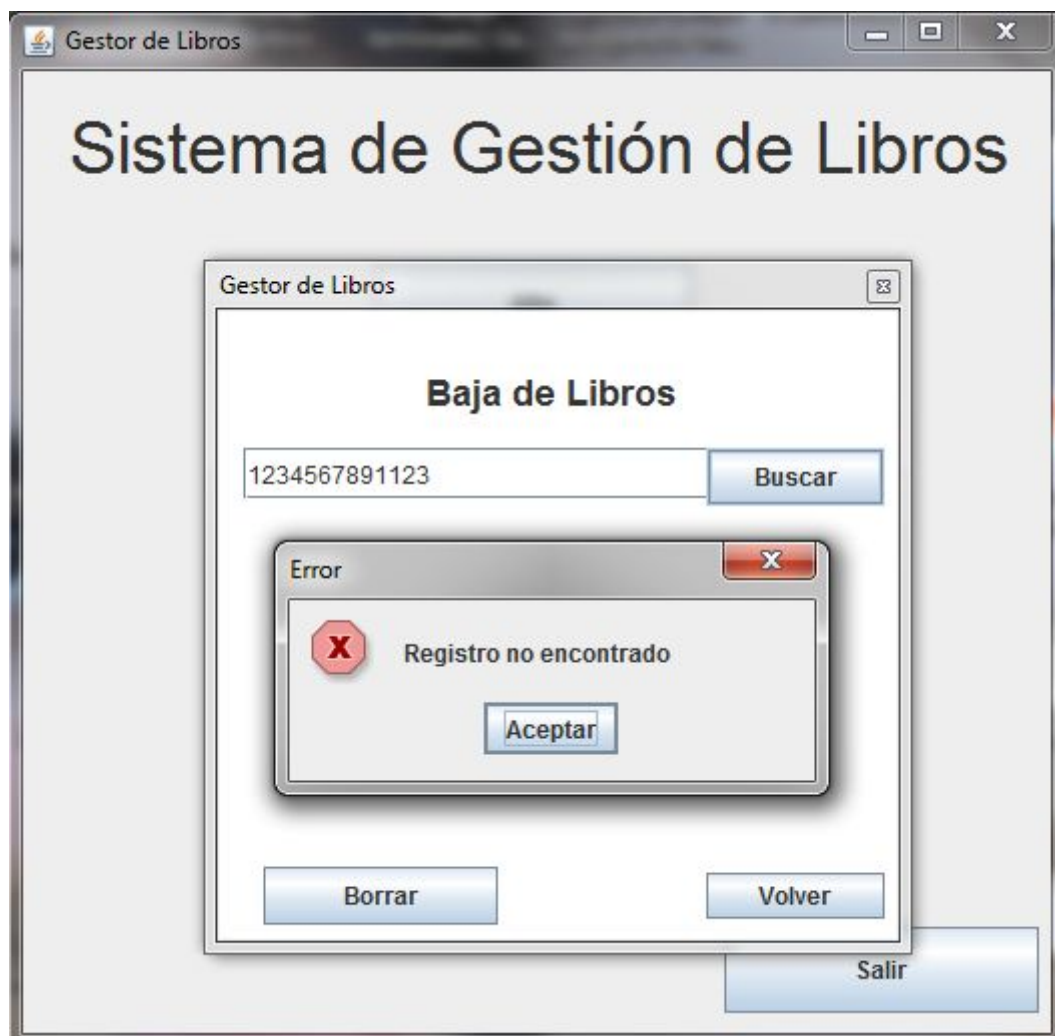 Gestor de Libros
Sistema de Gestión de Libros
Gestor de Libros
Baja de Libros
1234567891123
Buscar
Error
Registro no encontrado
Aceptar
Borrar
Volver
Salir